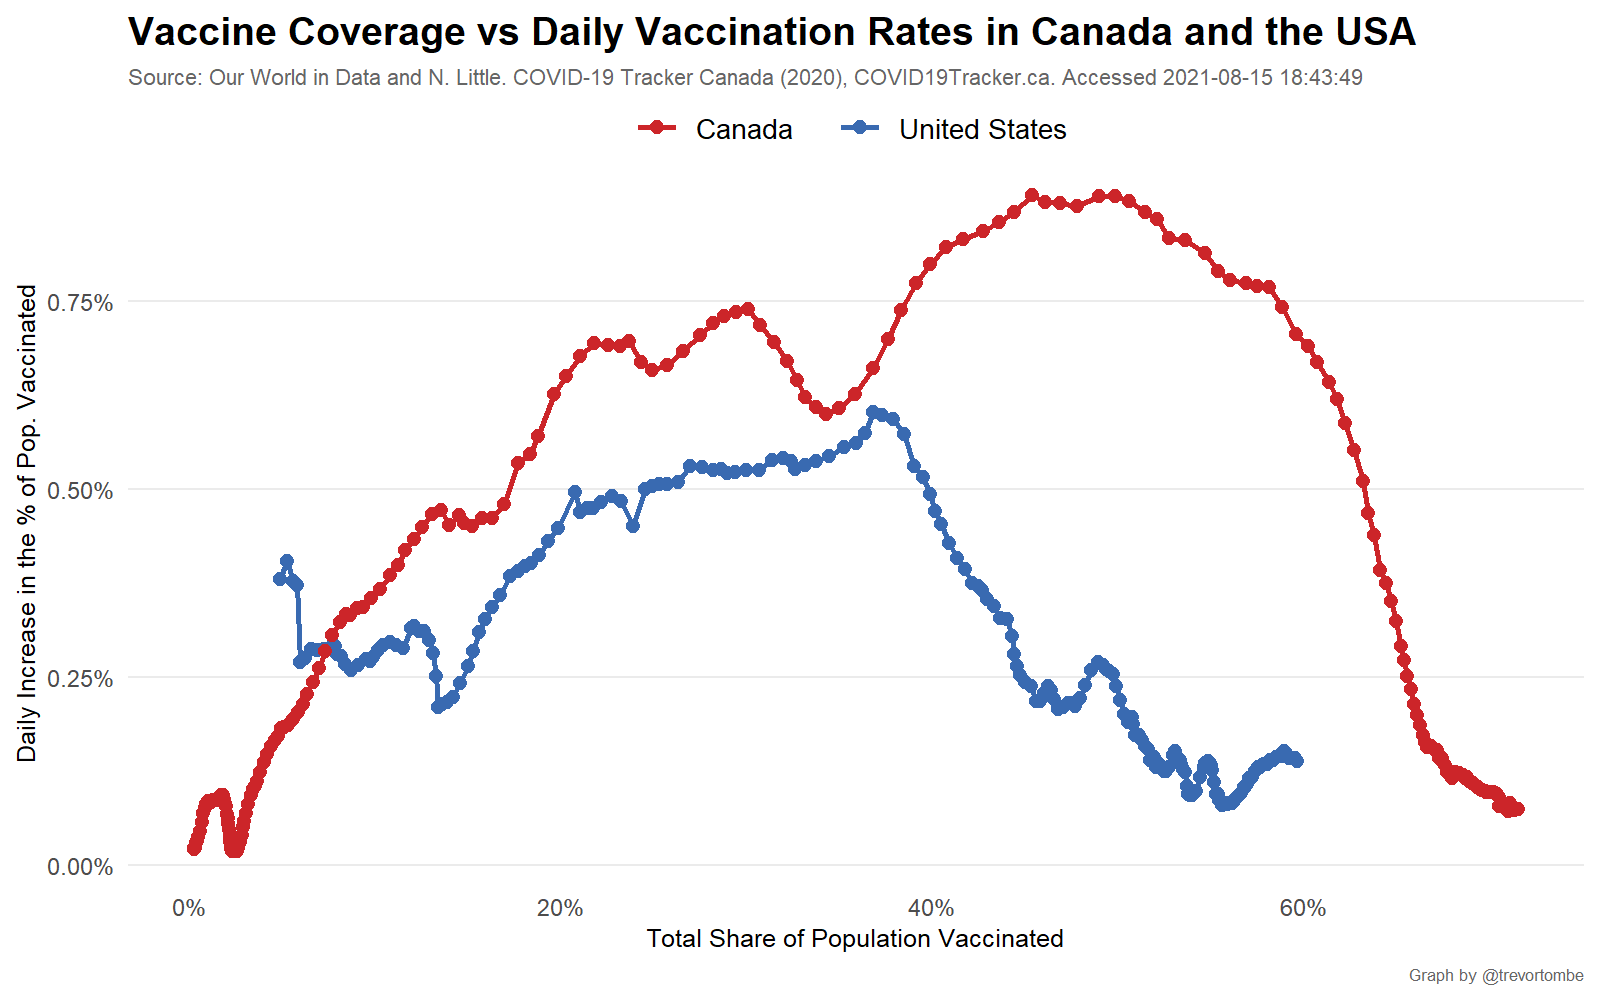 Vaccine Coverage vs Daily Vaccination Rates in Canada and the USA
Source: Our World in Data and N. Little. COVID-19 Tracker Canada (2020), COVID19Tracker.ca. Accessed 2021-08-15 18:43:49
Canada
United States
Daily Increase in the % of Pop. Vaccinated
0.75%
0.50%
0.25%
0.00%
0%
20%
40%
60%
Total Share of Population Vaccinated
Graph by @trevortombe